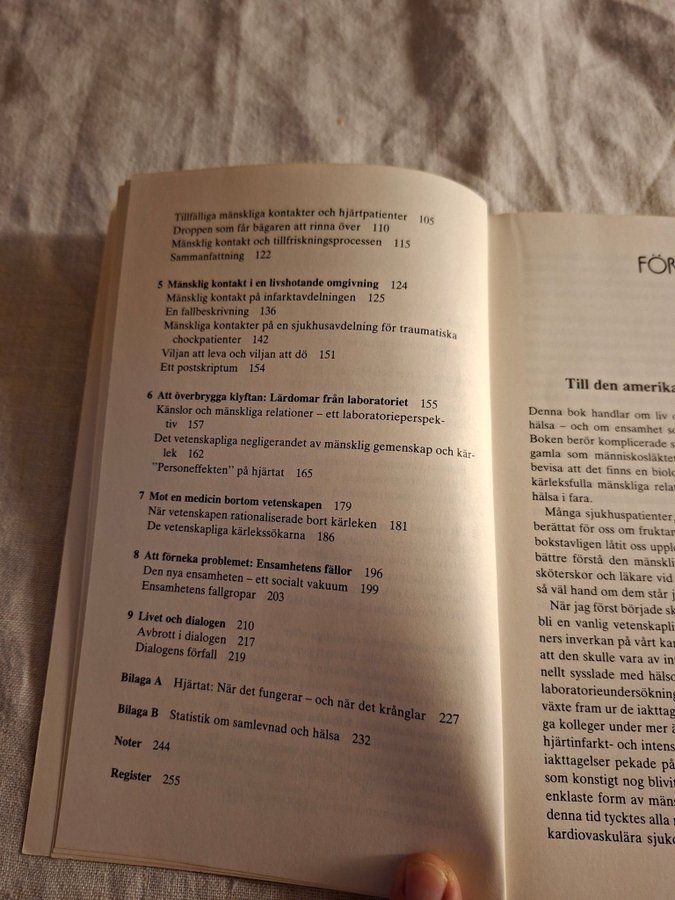 Tillfälliga mänskliga kontakter och hjärtpatienter 105
Droppen som får bägaren att rinna över 110
Mänsklig kontakt och tillfriskningsprocessen 115
Sammanfattning 122
5 Mänsklig kontakt i en livshotande omgivning 124
Mänsklig kontakt på infarktavdelningen 125
En fallbeskrivning 136
Mänskliga kontakter på en sjukhusavdelning för traumatiska
chockpatienter 142
Viljan att leva och viljan att dö 151
Ett postskriptum 154
6 Att överbrygga klyftan: Lärdomar från laboratoriet 155
Känslor och mänskliga relationer – ett laboratorieperspek-
tiv 157
Det vetenskapliga negligerandet av mänsklig gemenskap och kär-
lek 162
"Personeffekten" på hjärtat 165
7 Mot en medicin bortom vetenskapen 179
När vetenskapen rationaliserade bort kärleken 181
De vetenskapliga kärlekssökarna 186
8 Att förneka problemet: Ensamhetens fällor 196
Den nya ensamheten – ett socialt vakuum 199
Ensamhetens fallgropar 203
9 Livet och dialogen 210
Avbrott i dialogen 217
Dialogens förfall 219
Bilaga A Hjärtat: När det fungerar – och när det krånglar 227
Bilaga B Statistik om samlevnad och hälsa 232
Noter 244
Register 255
FÖR
Till den amerika
Denna bok handlar om liv o
hälsa – och om ensamhet so
Boken berör komplicerade s
gamla som människosläkte
bevisa att det finns en biolo
kärleksfulla mänskliga rela
hälsa i fara.
Många sjukhuspatienter,
berättat för oss om fruktan
bokstavligen låtit oss upple
bättre förstå den mänskli
sköterskor och läkare vid
så väl hand om dem står j
När jag först började sk
bli en vanlig vetenskapli
ners inverkan på vårt kar
att den skulle vara av in
nellt sysslade med hälso
laboratorieundersökning
växte fram ur de iakttag
ga kolleger under mer ä
hjärtinfarkt- och intens
iakttagelser pekade på
som konstigt nog blivit
enklaste form av mäns
denna tid tycktes alla
kardiovaskulära sjukd